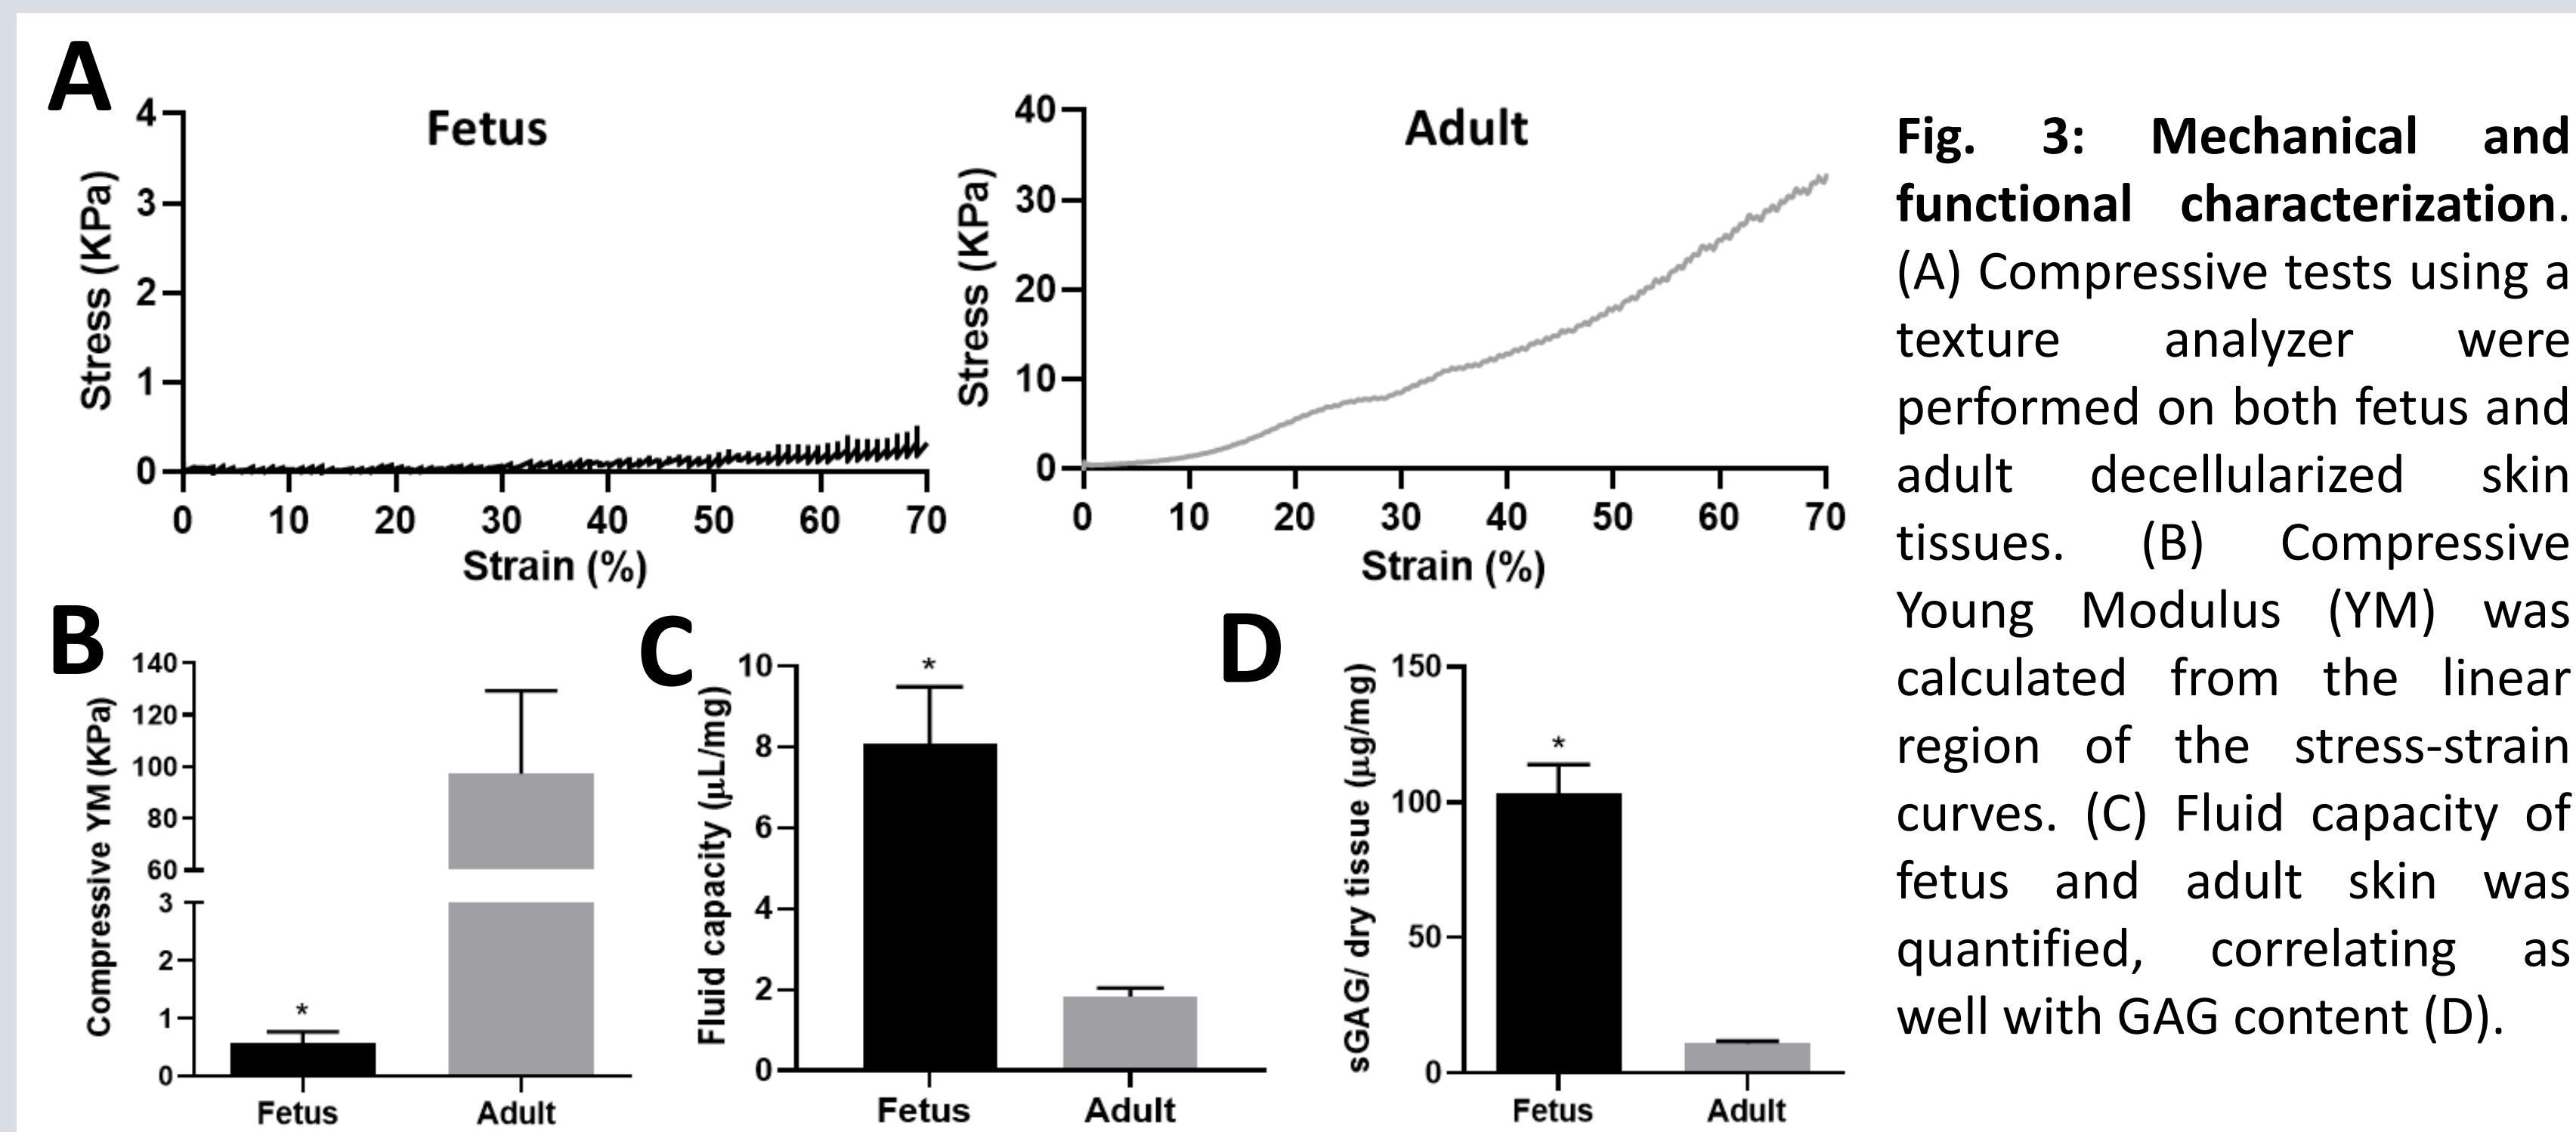 A
Fetus
4
3
2
1
0
Stress (KPa)
0 10 20 30 40 50 60 70
Strain (%)
Adult
40
30
20
10
0
Stress (KPa)
0 10 20 30 40 50 60 70
Strain (%)
B
140
120
100
80
60
3
2
1
0
Compressive YM (KPa)
*
Fetus Adult
C
10
8
6
4
2
0
Fluid capacity (µL/mg)
*
Fetus Adult
D
150
100
50
0
sGAG/ dry tissue (µg/mg)
*
Fetus Adult
Fig. 3: Mechanical and
functional characterization.
(A) Compressive tests using a
texture analyzer were
performed on both fetus and
adult decellularized skin
tissues. (B) Compressive
Young Modulus (YM) was
calculated from the linear
region of the stress-strain
curves. (C) Fluid capacity of
fetus and adult skin was
quantified, correlating as
well with GAG content (D).